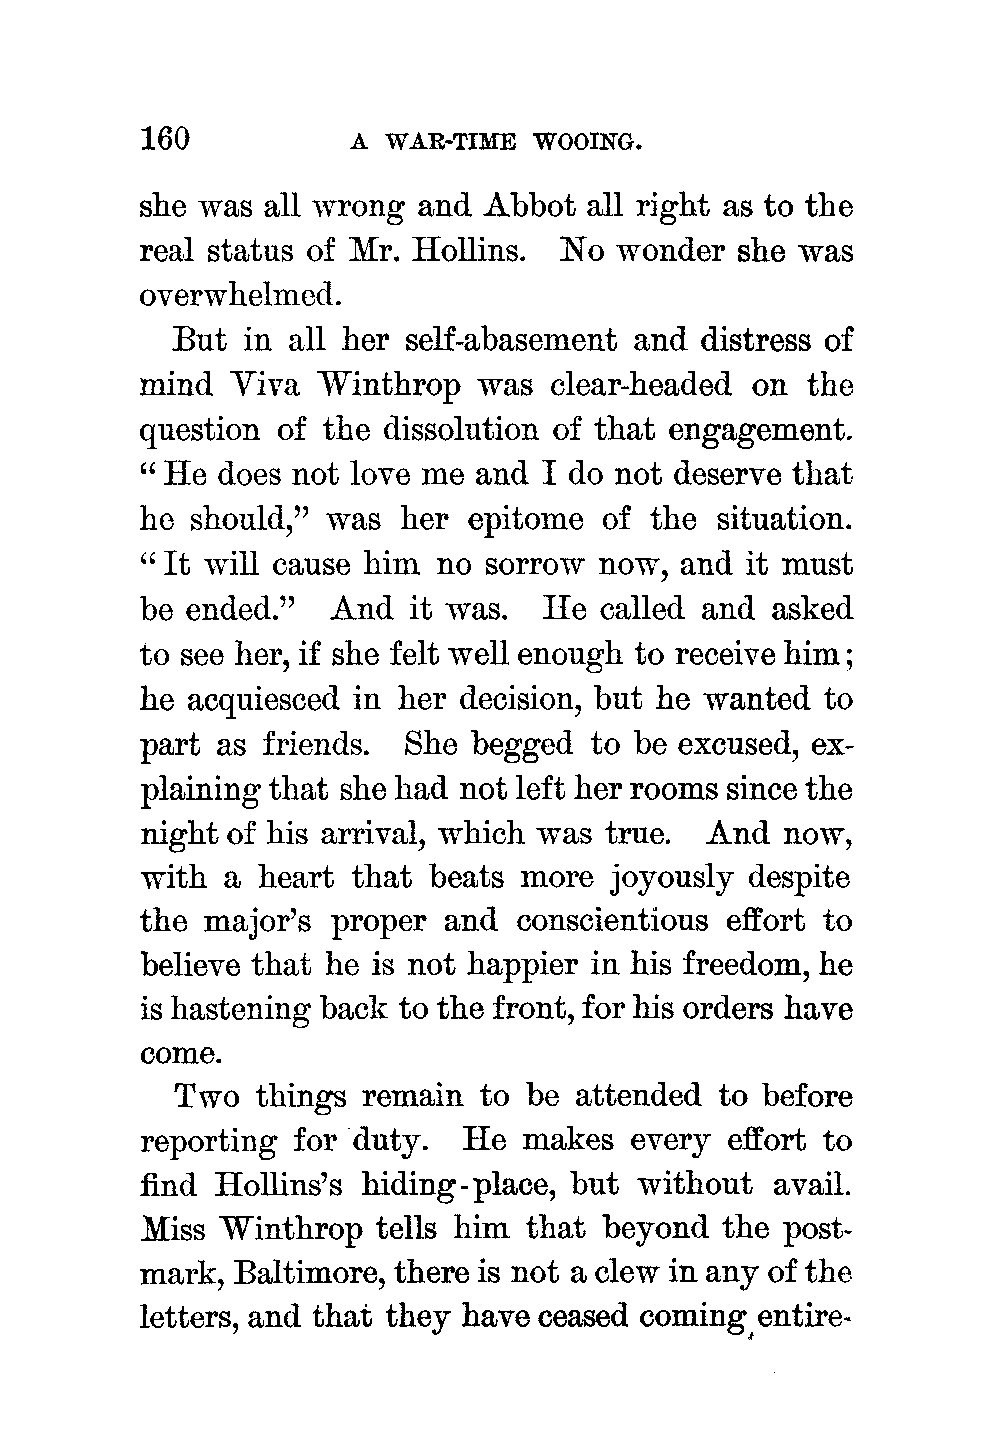 160 A WAR-TIME WOOING.
she was all wrong and Abbot all right as to the
real status of Mr. Hollins. No wonder she was
overwhelmed.
But in all her self-abasement and distress of
mind Viva Winthrop was clear-headed on the
question of the dissolution of that engagement.
“He does not love me and I do not deserve that
he should,” was her epitome of the situation.
“It will cause him no sorrow now, and it must
be ended.” And it was. He called and asked
to see her, if she felt well enough to receive him;
he acquiesced in her decision, but he wanted to
part as friends. She begged to be excused, ex-
plaining that she had not left her rooms since the
night of his arrival, which was true. And now,
with a heart that beats more joyously despite
the major’s proper and conscientious effort to
believe that he is not happier in his freedom, he
is hastening back to the front, for his orders have
come.
Two things remain to be attended to before
reporting for duty. He makes every effort to
find Hollins’s hiding-place, but without avail.
Miss Winthrop tells him that beyond the post-
mark, Baltimore, there is not a clew in any of the
letters, and that they have ceased coming entire-